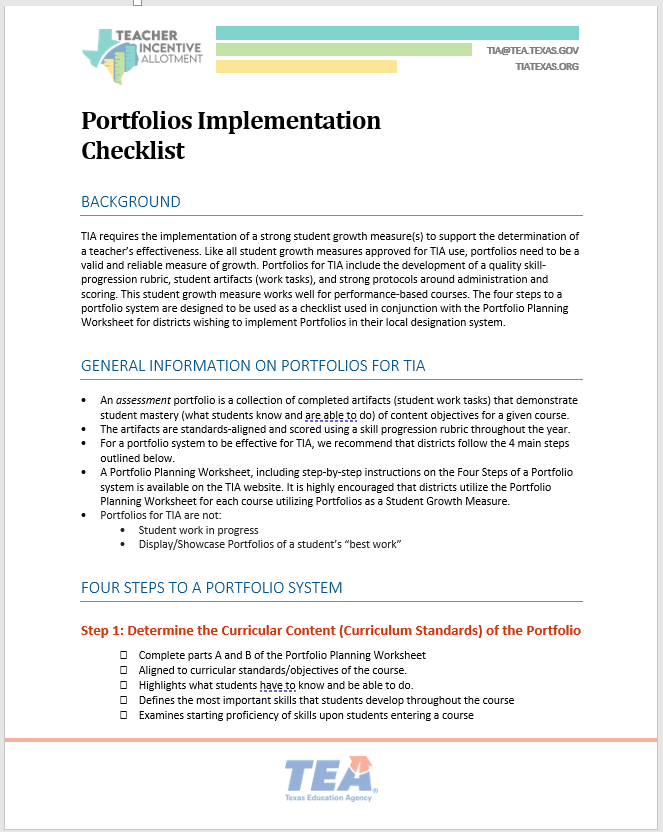 TEACHER
INCENTIVE
ALLOTMENT
TIA@TEA.TEXAS.GOV
TIATEXAS.ORG
Portfolios Implementation
Checklist
BACKGROUND
TIA requires the implementation of a strong student growth measure(s) to support the determination of
a teacher’s effectiveness. Like all student growth measures approved for TIA use, portfolios need to be a
valid and reliable measure of growth. Portfolios for TIA include the development of a quality skill-
progression rubric, student artifacts (work tasks), and strong protocols around administration and
scoring. This student growth measure works well for performance-based courses. The four steps to a
portfolio system are designed to be used as a checklist used in conjunction with the Portfolio Planning
Worksheet for districts wishing to implement Portfolios in their local designation system.
GENERAL INFORMATION ON PORTFOLIOS FOR TIA
• An assessment portfolio is a collection of completed artifacts (student work tasks) that demonstrate
student mastery (what students know and are able to do) of content objectives for a given course.
• The artifacts are standards-aligned and scored using a skill progression rubric throughout the year.
• For a portfolio system to be effective for TIA, we recommend that districts follow the 4 main steps
outlined below.
• A Portfolio Planning Worksheet, including step-by-step instructions on the Four Steps of a Portfolio
system is available on the TIA website. It is highly encouraged that districts utilize the Portfolio
Planning Worksheet for each course utilizing Portfolios as a Student Growth Measure.
• Portfolios for TIA are not:
• Student work in progress
• Display/Showcase Portfolios of a student’s “best work”
FOUR STEPS TO A PORTFOLIO SYSTEM
Step 1: Determine the Curricular Content (Curriculum Standards) of the Portfolio
☐ Complete parts A and B of the Portfolio Planning Worksheet
☐ Aligned to curricular standards/objectives of the course.
☐ Highlights what students have to know and be able to do.
☐ Defines the most important skills that students develop throughout the course
☐ Examines starting proficiency of skills upon students entering a course
TEA®
Texas Education Agency